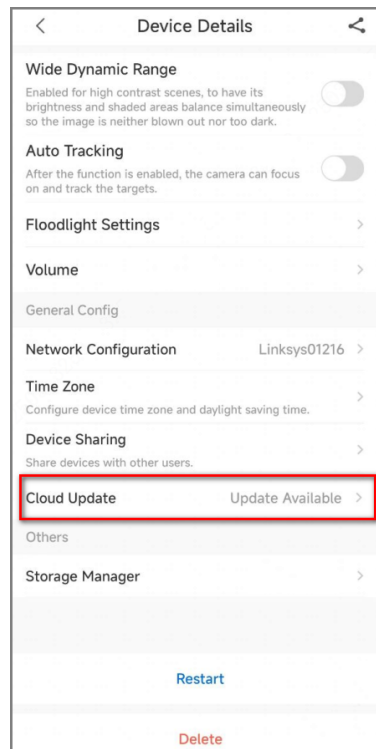 Device Details
Wide Dynamic Range
Enabled for high contrast scenes, to have its
brightness and shaded areas balance simultaneously
so the image is neither blown out nor too dark.
Auto Tracking
After the function is enabled, the camera can focus
on and track the targets.
Floodlight Settings
Volume
General Config
Network Configuration Linksys01216
Time Zone
Configure device time zone and daylight saving time.
Device Sharing
Share devices with other users.
Cloud Update Update Available
Others
Storage Manager
Restart
Delete